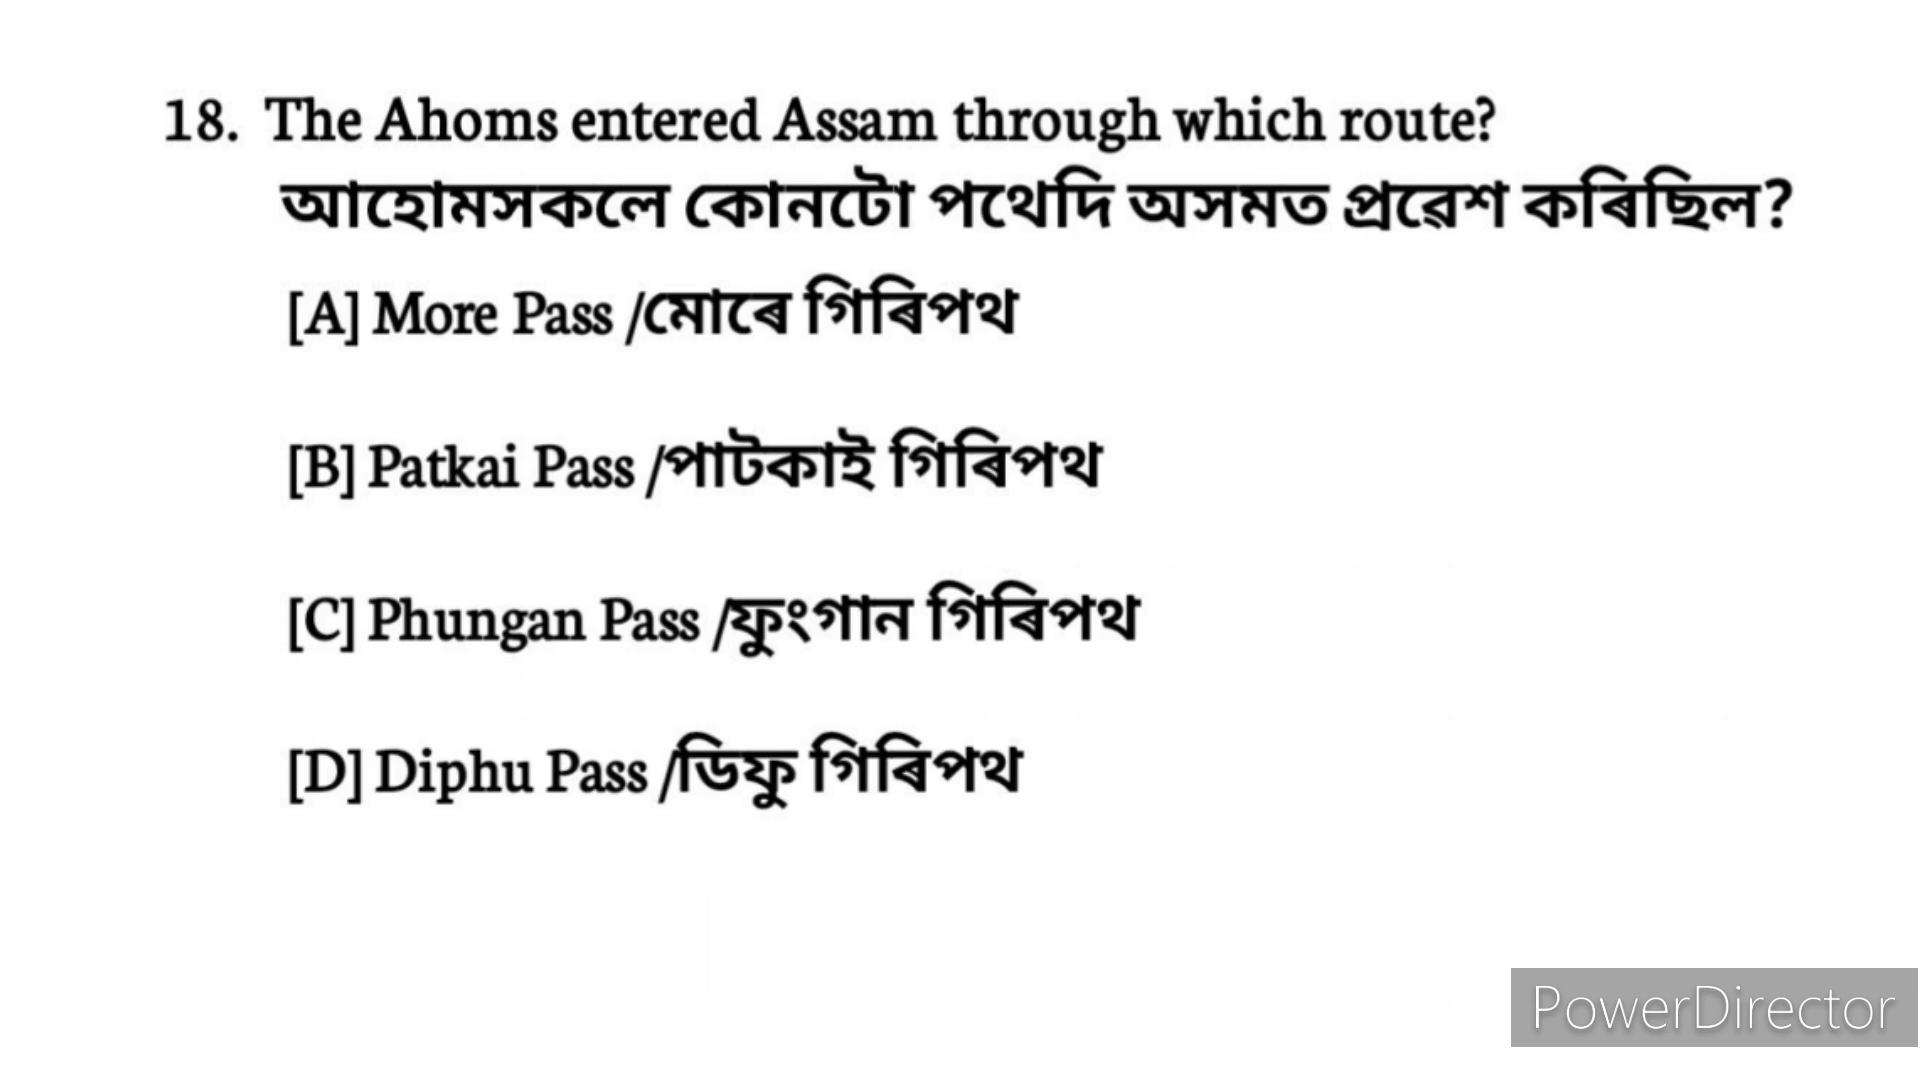 18. The Ahoms entered Assam through which route?
আহোমসকলে কোনটো পথেদি অসমত প্ৰৱেশ কৰিছিল?
[A] More Pass /মোৰে গিৰিপথ
[B] Patkai Pass /পাটকাই গিৰিপথ
[C] Phungan Pass /ফুংগান গিৰিপথ
[D] Diphu Pass /ডিফু গিৰিপথ
PowerDirector